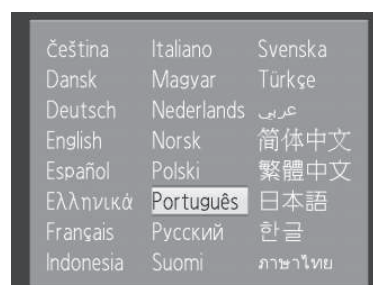 Čeština Italiano Svenska
Dansk Magyar Türkçe
Deutsch Nederlands عربي
English Norsk 简体中文
Español Polski 繁體中文
Ελληνικά Português 日本語
Français Русский 한글
Indonesia Suomi ภาษาไทย